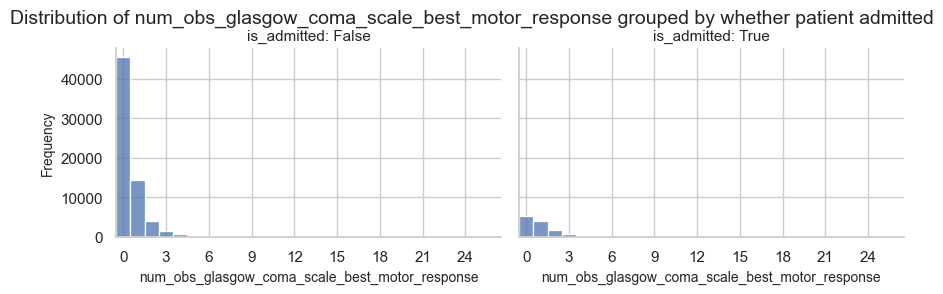 Distribution of num_obs_glasgow_coma_scale_best_motor_response grouped by whether patient admitted
is_admitted: False
is_admitted: True
Frequency
40000
30000
20000
10000
0
0 3 6 9 12 15 18 21 24
0 3 6 9 12 15 18 21 24
num_obs_glasgow_coma_scale_best_motor_response
num_obs_glasgow_coma_scale_best_motor_response